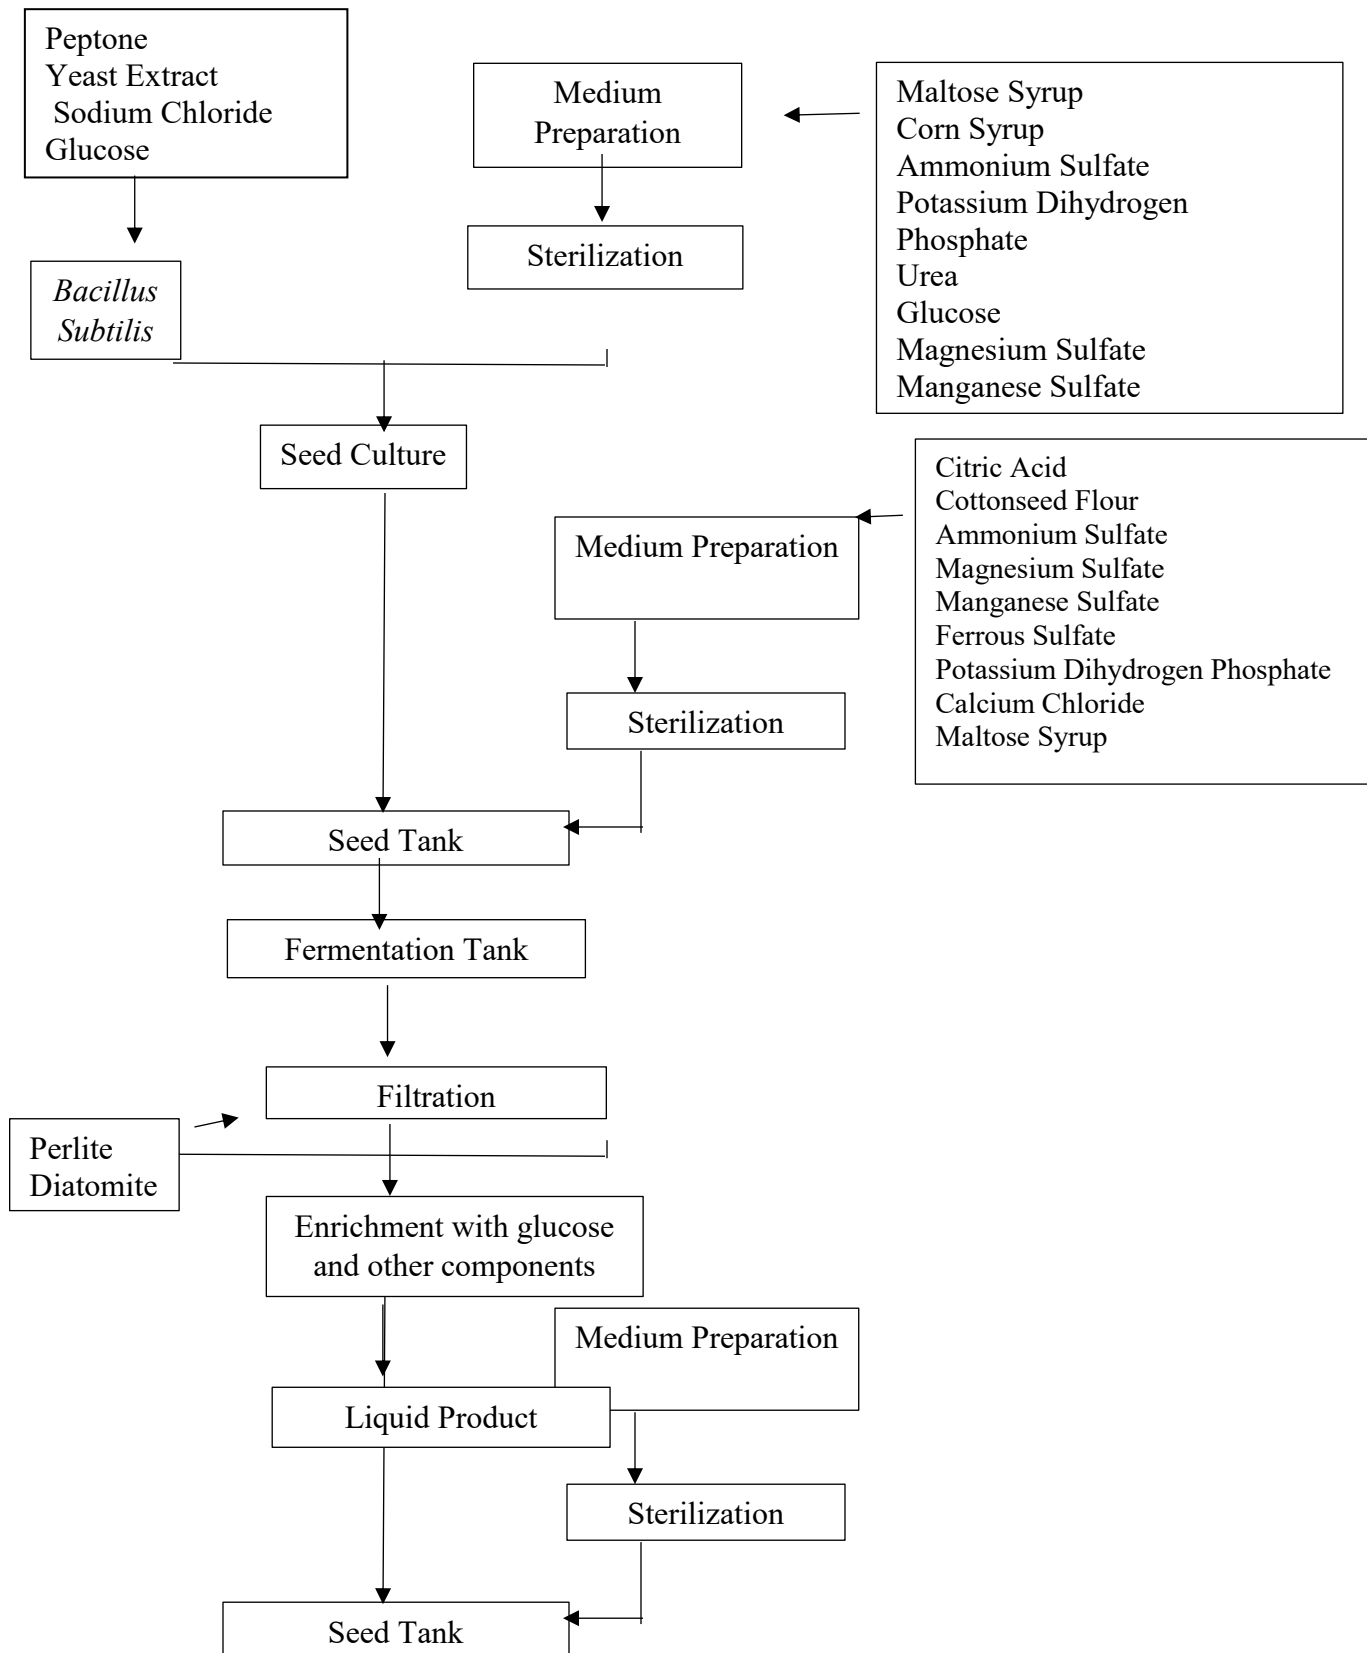 Peptone
Yeast Extract
Sodium Chloride
Glucose
Medium
Preparation
Maltose Syrup
Corn Syrup
Ammonium Sulfate
Potassium Dihydrogen
Phosphate
Urea
Glucose
Magnesium Sulfate
Manganese Sulfate
Sterilization
Bacillus
Subtilis
Seed Culture
Citric Acid
Cottonseed Flour
Ammonium Sulfate
Magnesium Sulfate
Manganese Sulfate
Ferrous Sulfate
Potassium Dihydrogen Phosphate
Calcium Chloride
Maltose Syrup
Medium Preparation
Sterilization
Seed Tank
Fermentation Tank
Filtration
Perlite
Diatomite
Enrichment with glucose
and other components
Medium Preparation
Liquid Product
Sterilization
Seed Tank